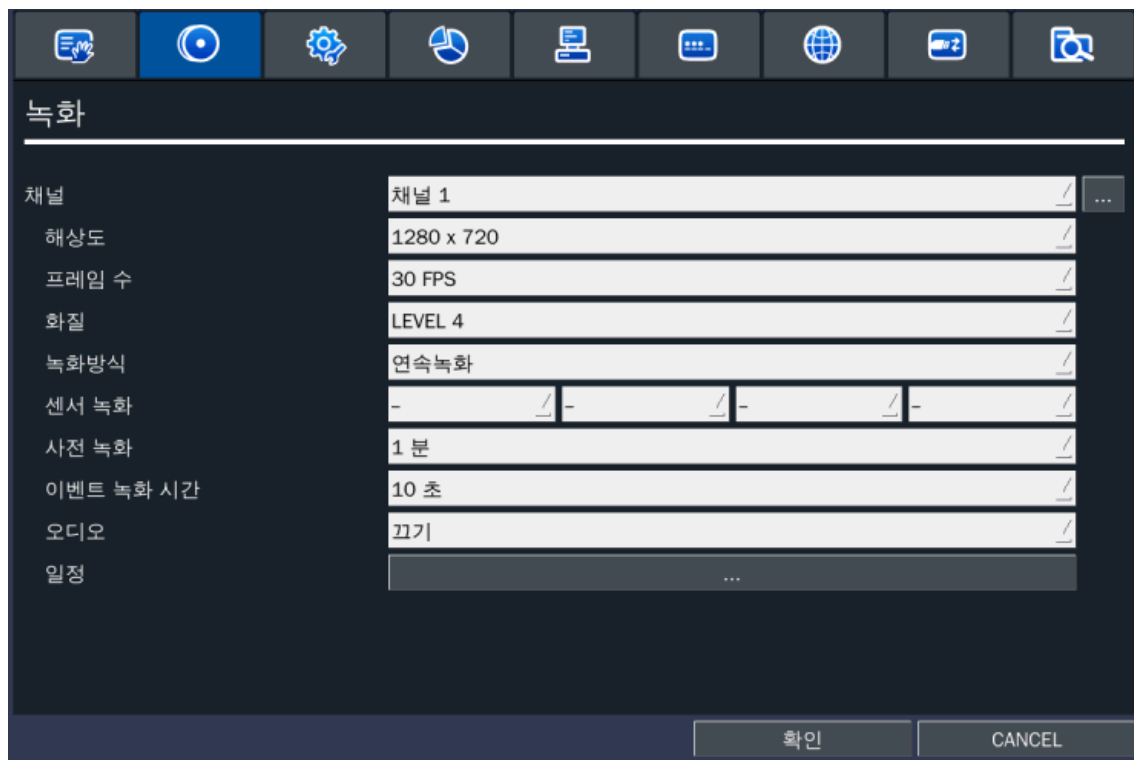 녹화
채널 채널 1 ...
해상도 1280 x 720
프레임 수 30 FPS
화질 LEVEL 4
녹화방식 연속녹화
센서 녹화 - - - -
사전 녹화 1 분
이벤트 녹화 시간 10 초
오디오 끄기
일정 ...
확인 CANCEL